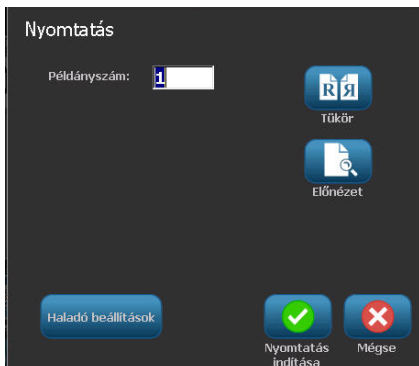 Nyomtatás
Példányszám: 1
R R
Tükör
Előnézet
Haladó beállítások
Nyomtatás
indítása
Mégse